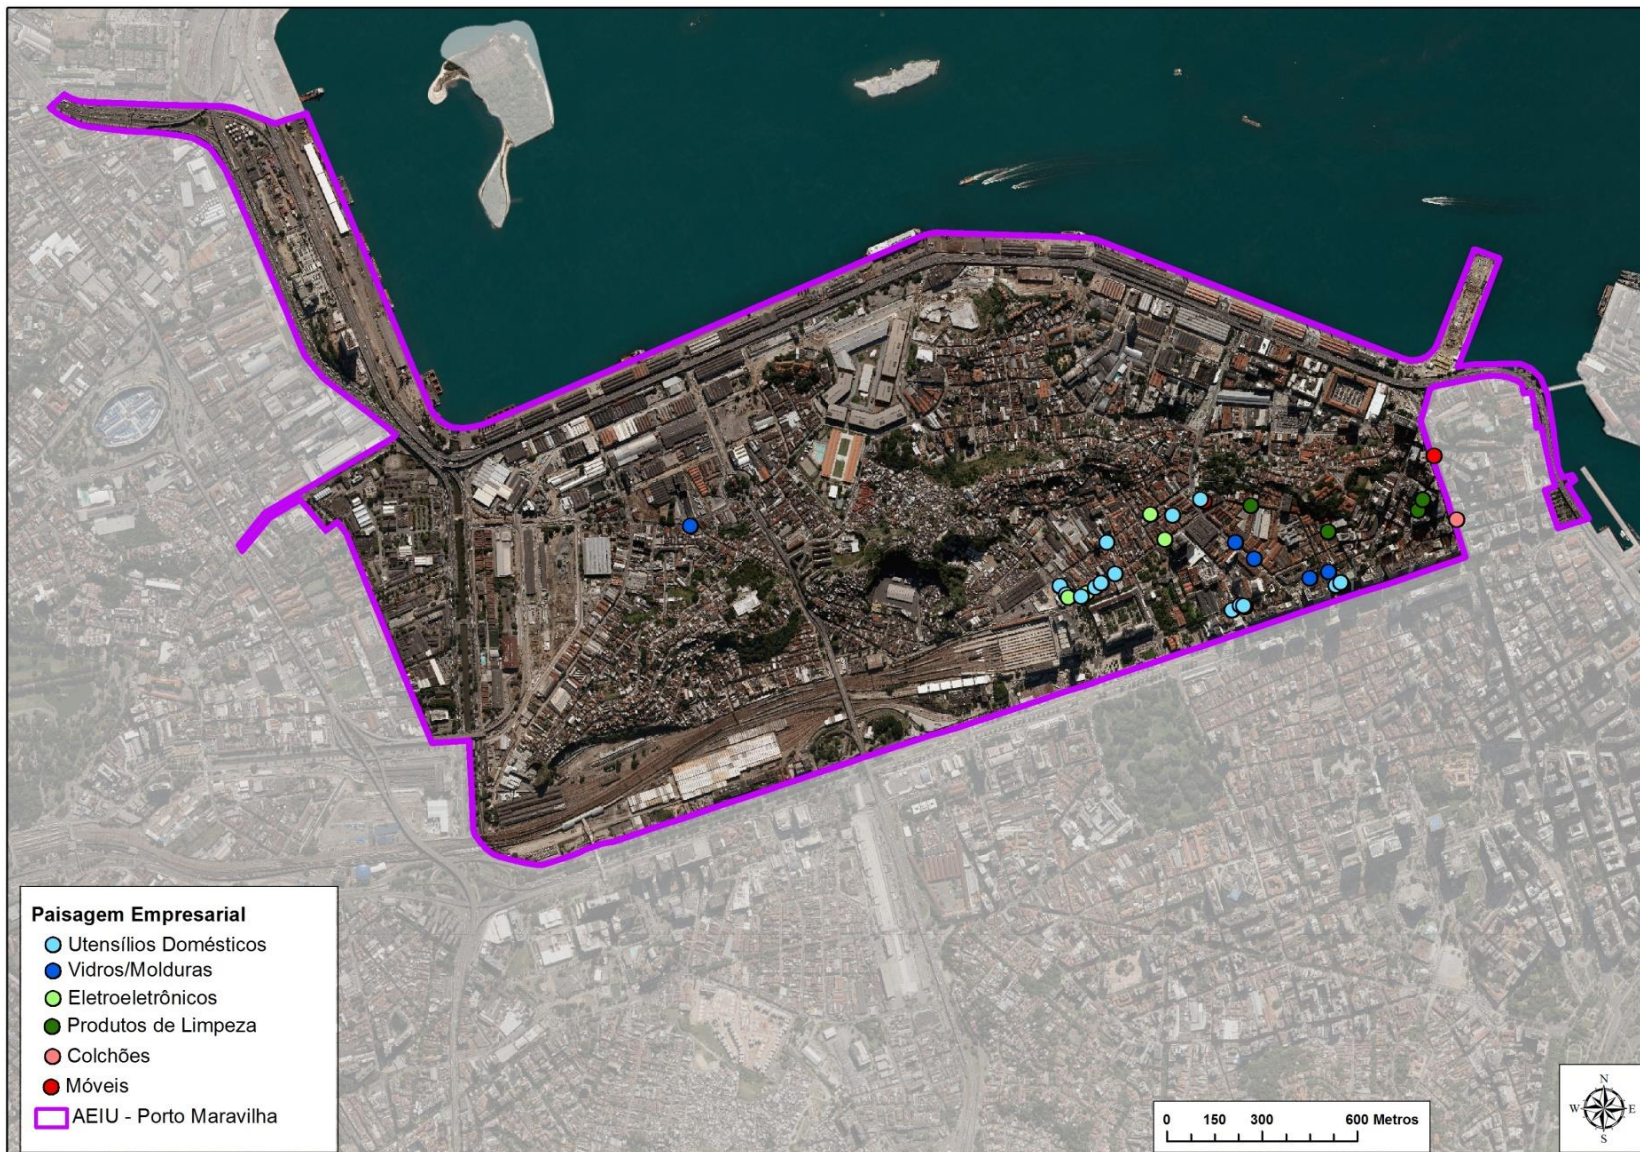 Paisagem Empresarial
Utensílios Domésticos
Vidros/Molduras
Eletroeletrônicos
Produtos de Limpeza
Colchões
Móveis
AEIU - Porto Maravilha
0 150 300 600 Metros
N
W E
S